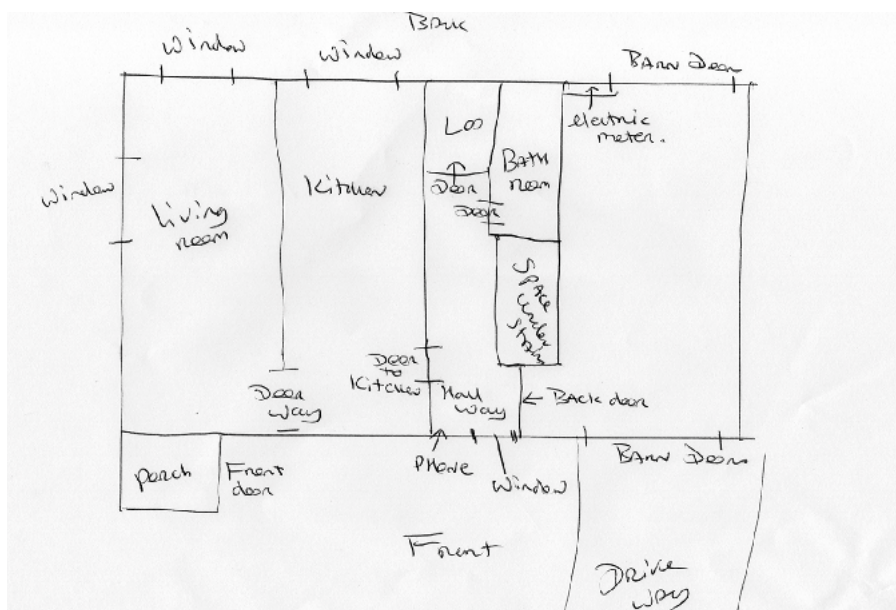 BACK
Window
Window
BARN Door
Loo
electric
meter.
Window
Living
room
Kitchen
Door
BATH
room
Door
SPACE
under
stairs
Door
to
Kitchen
Door
way
Hall
way
← BACK door
Porch
Front
door
PHONE
Window
BARN Doors
Front
DRIVE
WAY